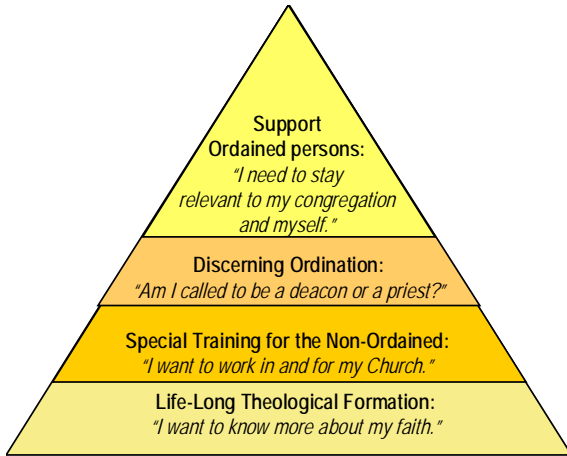 Support
Ordained persons:
“I need to stay
relevant to my congregation
and myself.”
Discerning Ordination:
“Am I called to be a deacon or a priest?”
Special Training for the Non-Ordained:
“I want to work in and for my Church.”
Life-Long Theological Formation:
“I want to know more about my faith.”